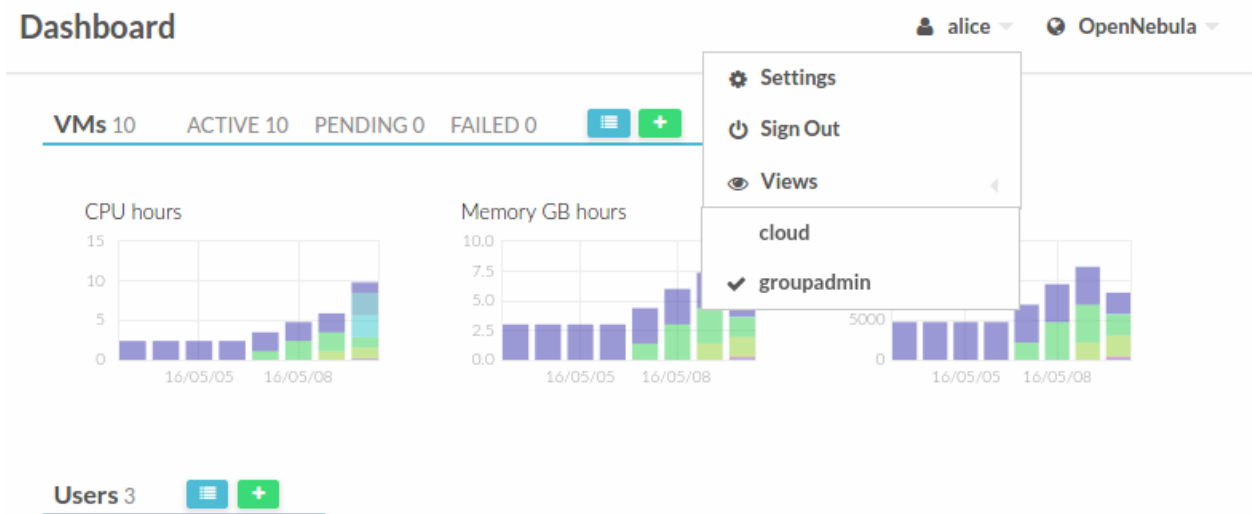 Dashboard
alice
OpenNebula
Settings
Sign Out
Views
cloud
groupadmin
VMs 10 ACTIVE 10 PENDING 0 FAILED 0
CPU hours
15
10
5
0
16/05/05 16/05/08
Memory GB hours
10.0
7.5
5.0
2.5
0.0
16/05/05 16/05/08
5000
0
16/05/05 16/05/08
Users 3